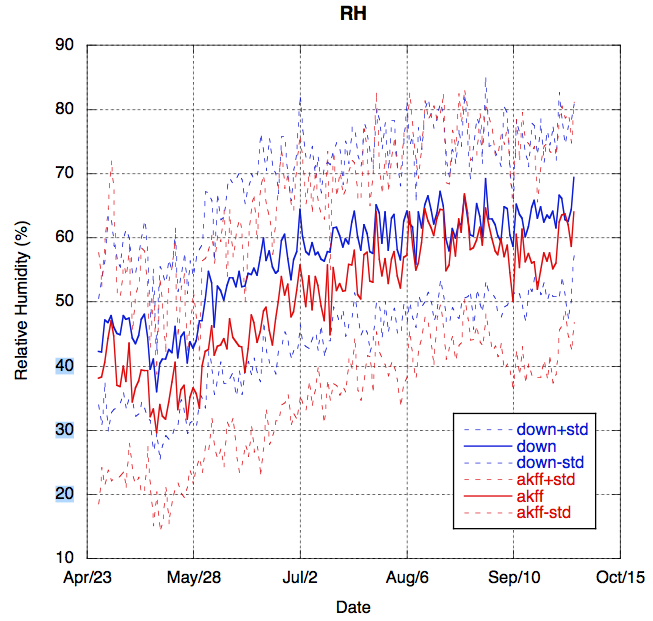 RH
90
80
70
60
50
40
30
20
10
Relative Humidity (%)
Apr/23 May/28 Jul/2 Aug/6 Sep/10 Oct/15
Date
down+std
down
down-std
akff+std
akff
akff-std